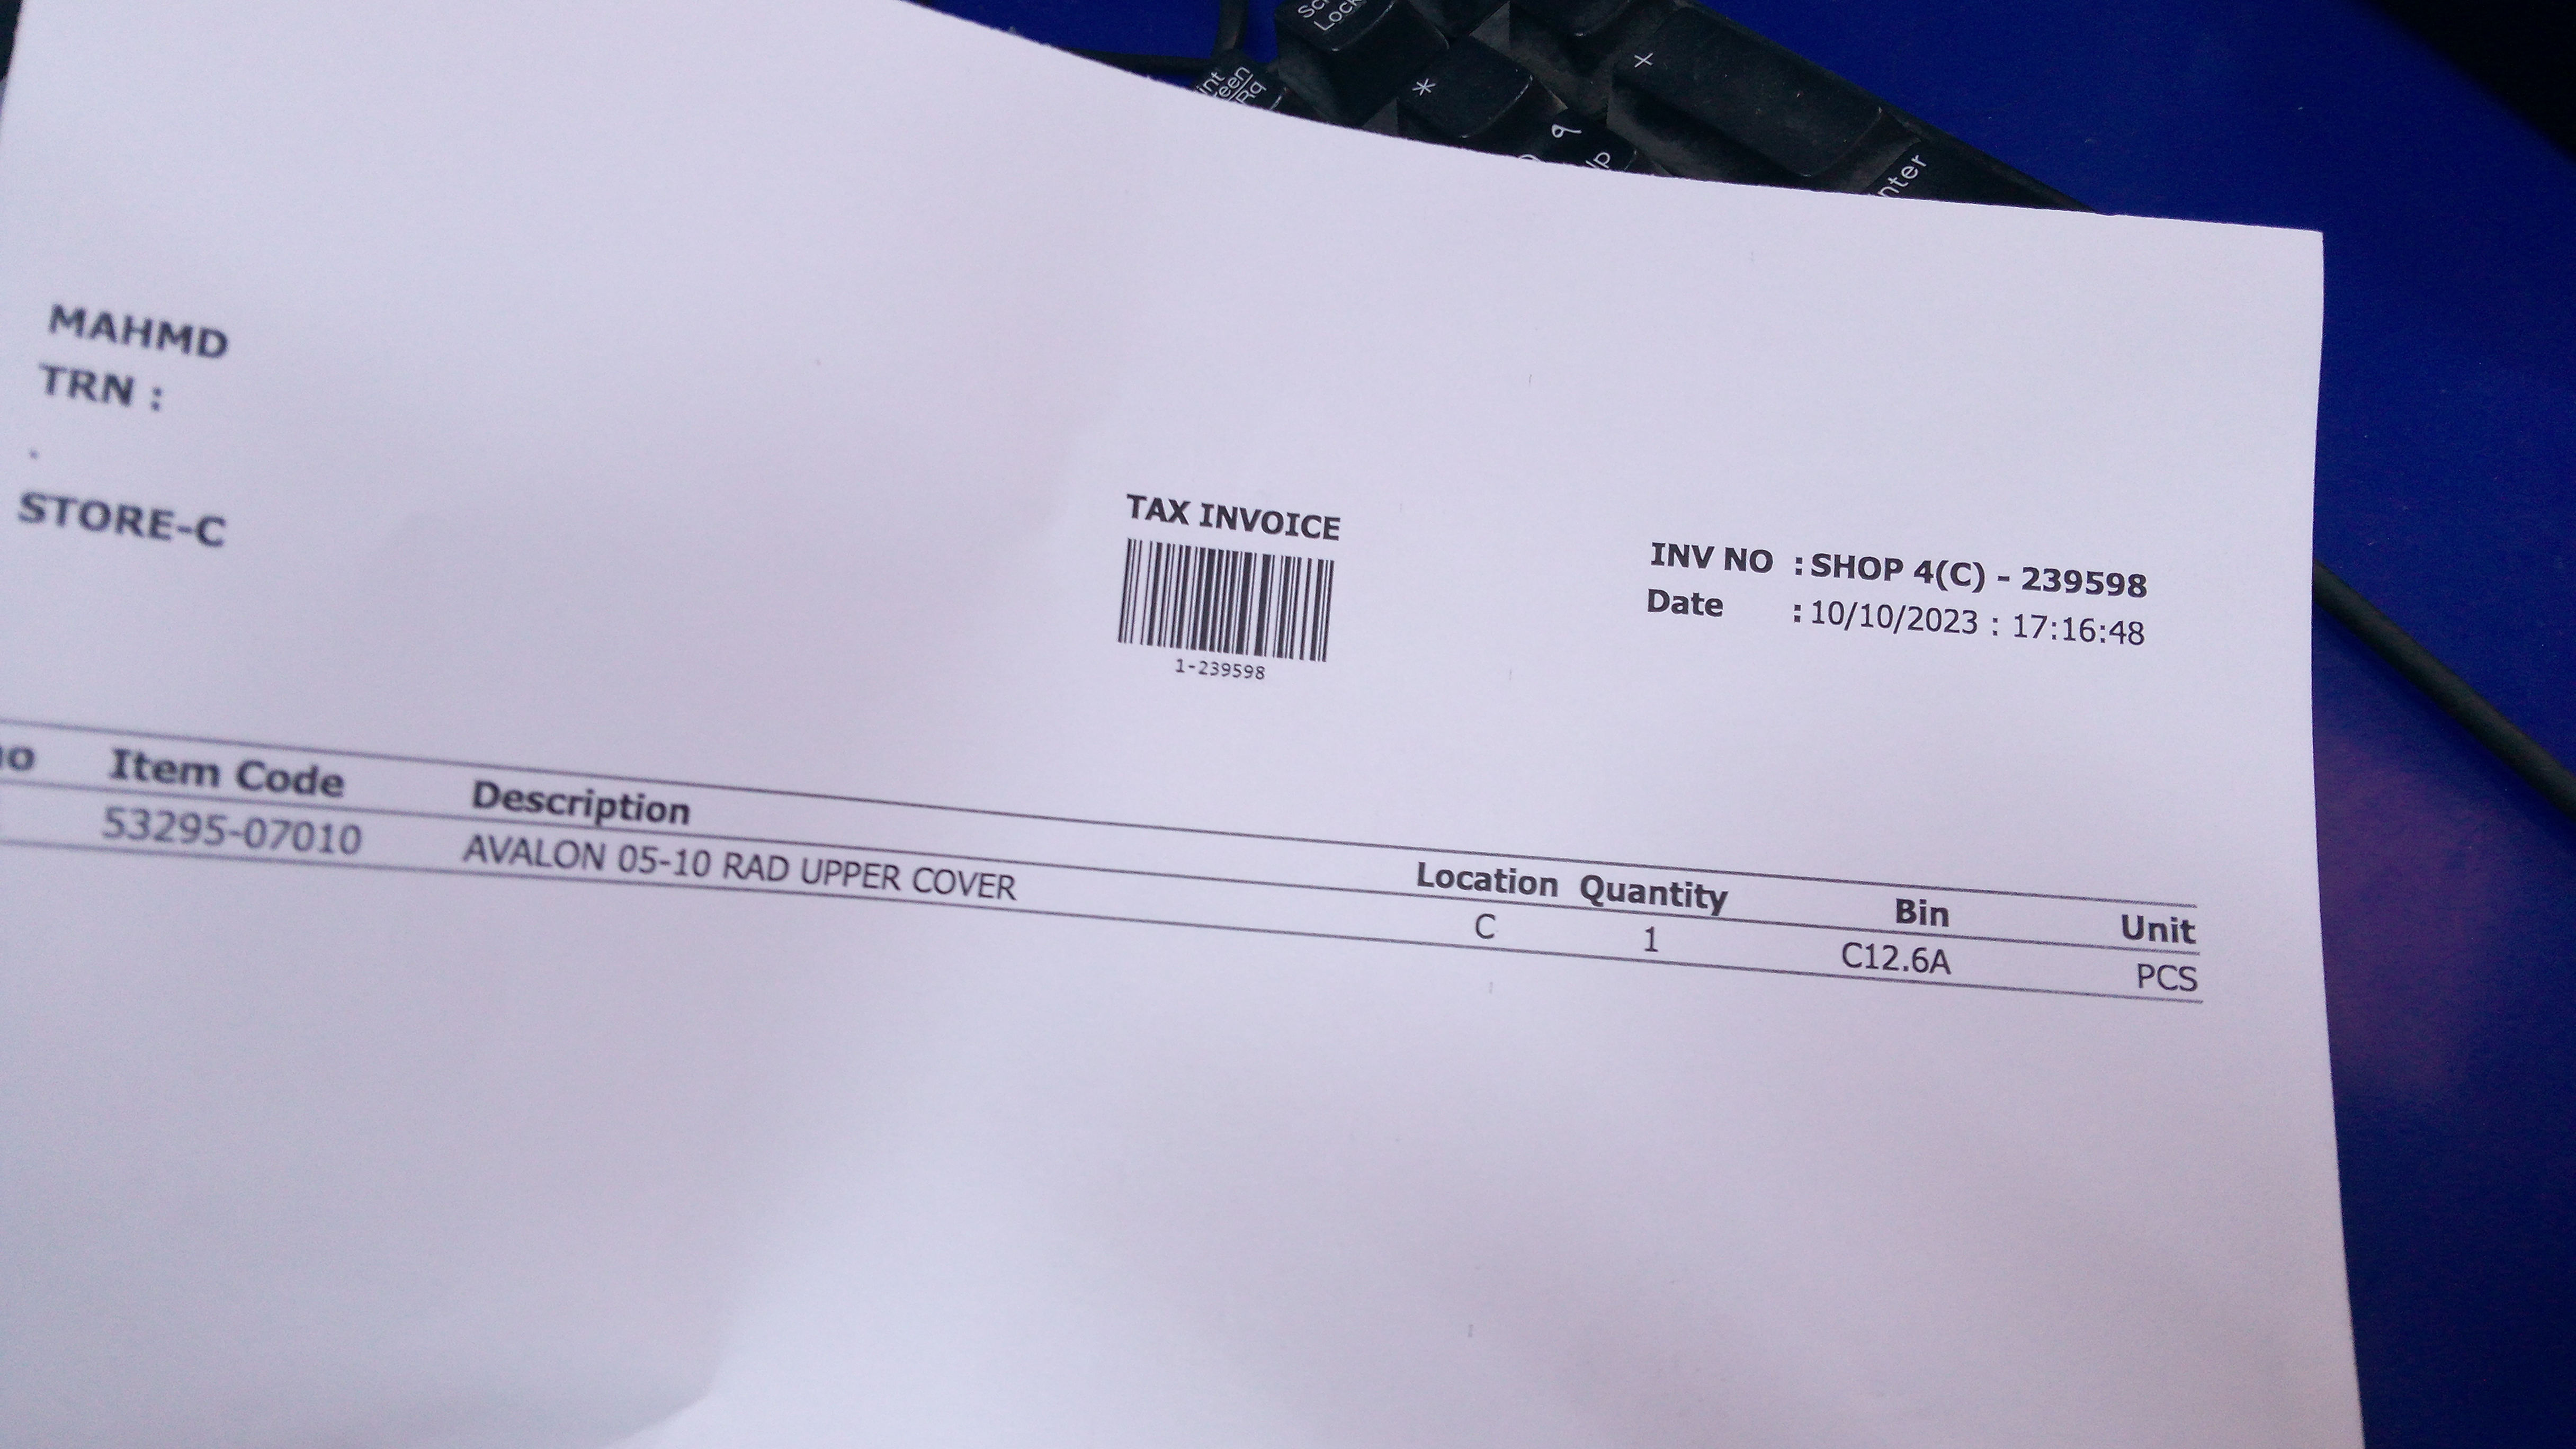 Lock
*
+
9
MAHMD
TRN :
.
STORE-C
TAX INVOICE
1-239598
INV NO : SHOP 4(C) - 239598
Date : 10/10/2023 : 17:16:48
Item Code Description Location Quantity Bin Unit
53295-07010 AVALON 05-10 RAD UPPER COVER C 1 C12.6A PCS